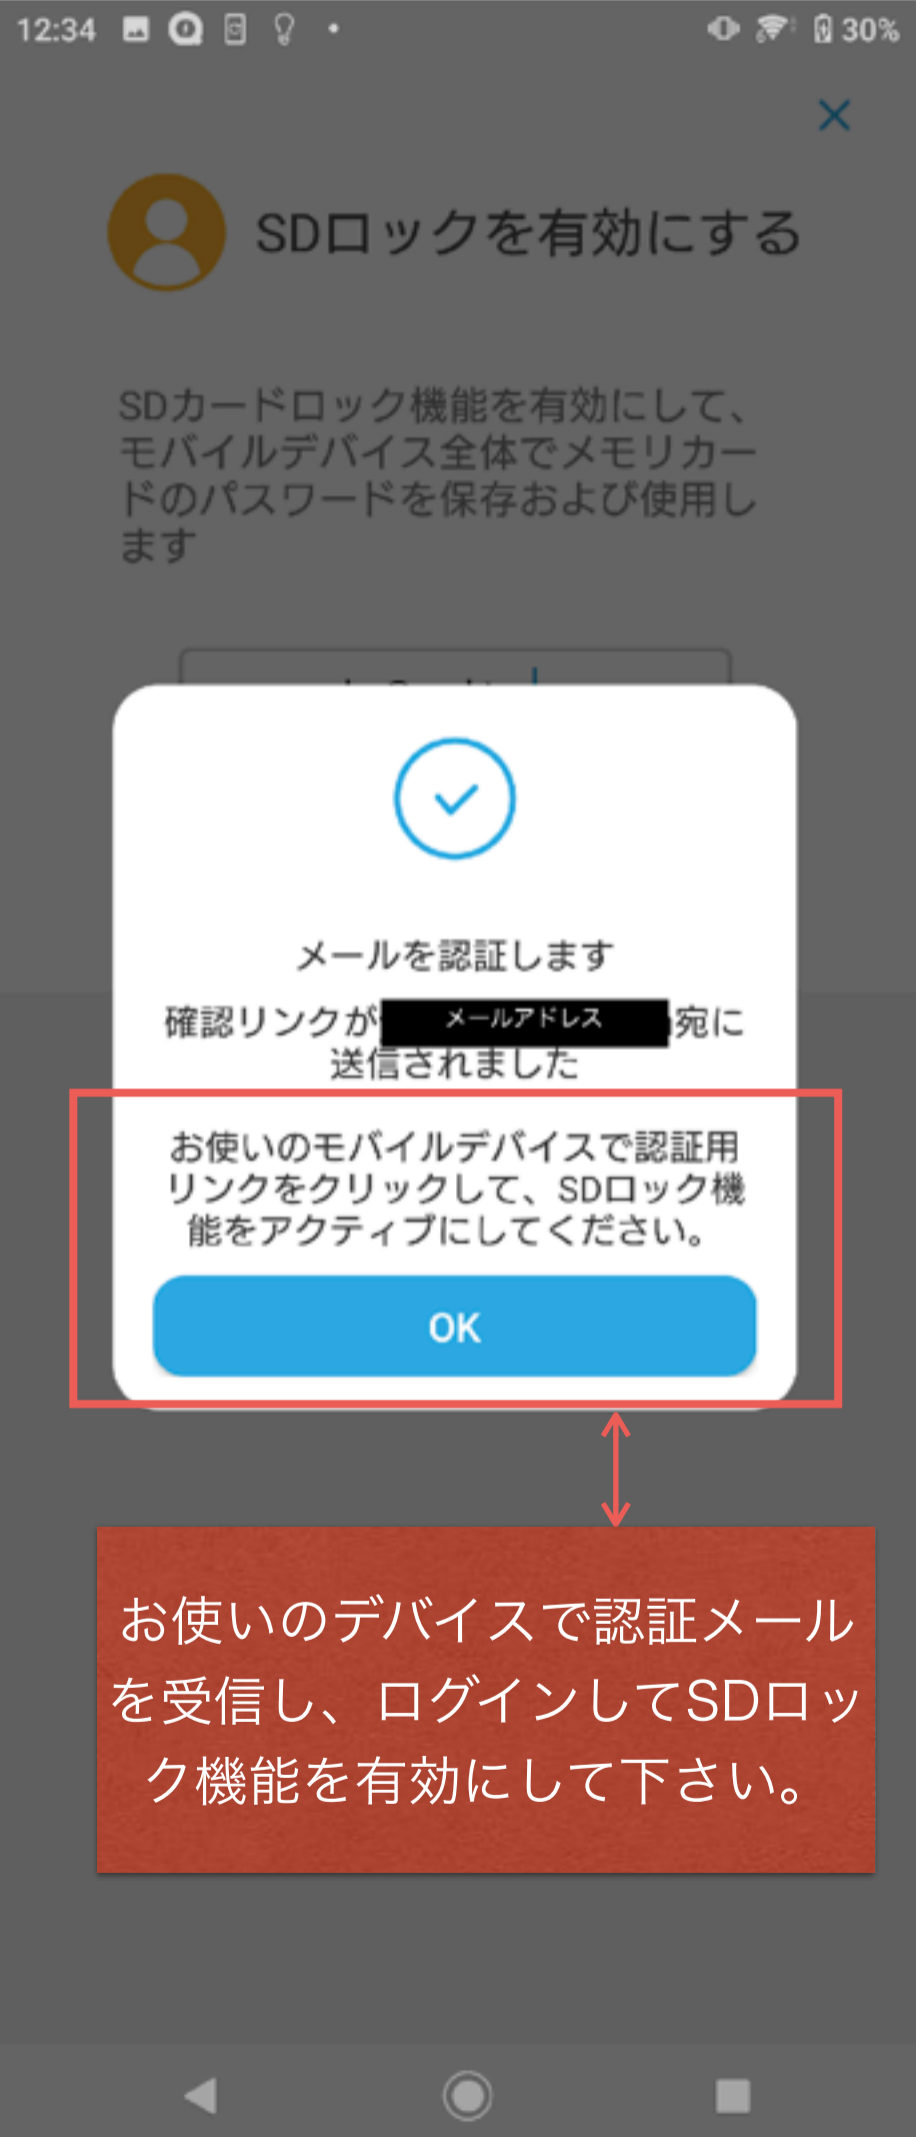 12:34
30%
SDロックを有効にする
SDカードロック機能を有効にして、
モバイルデバイス全体でメモリカー
ドのパスワードを保存および使用し
ます
メールを認証します
確認リンクが メールアドレス 宛に
送信されました
お使いのモバイルデバイスで認証用
リンクをクリックして、SDロック機
能をアクティブにしてください。
OK
お使いのデバイスで認証メール
を受信し、ログインしてSDロッ
ク機能を有効にして下さい。